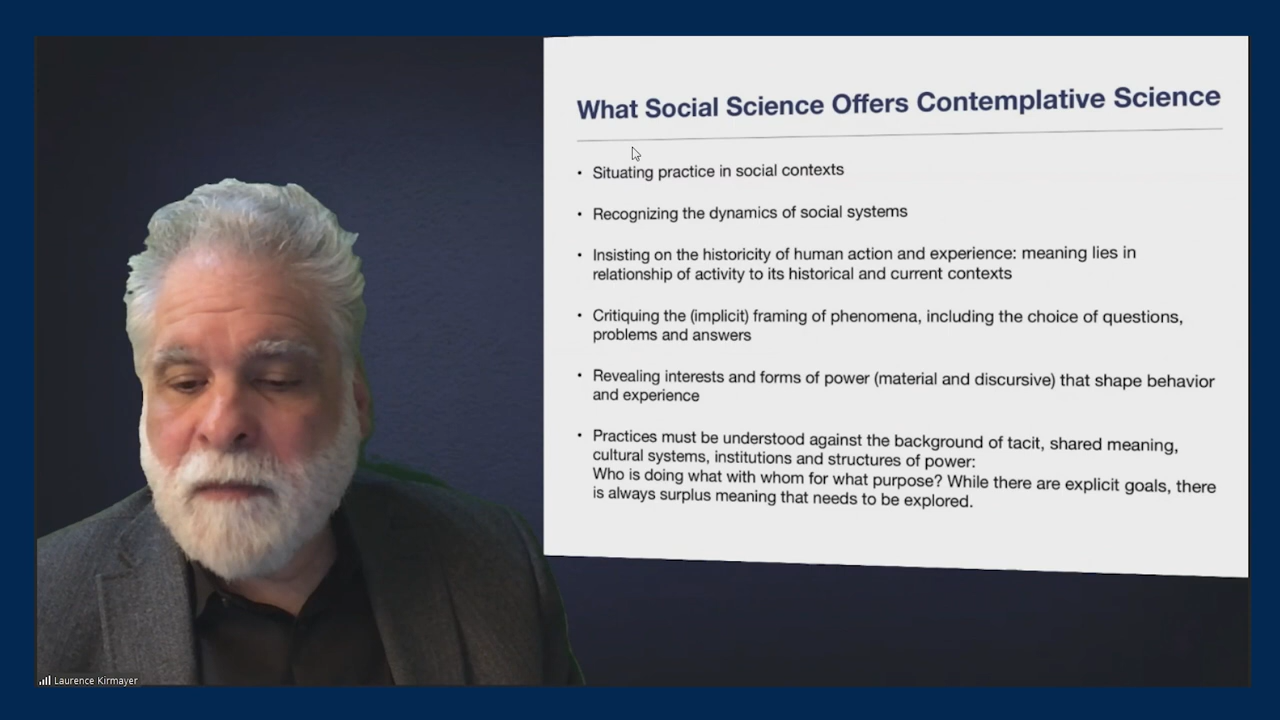 What Social Science Offers Contemplative Science
• Situating practice in social contexts
• Recognizing the dynamics of social systems
• Insisting on the historicity of human action and experience: meaning lies in
relationship of activity to its historical and current contexts
• Critiquing the (implicit) framing of phenomena, including the choice of questions,
problems and answers
• Revealing interests and forms of power (material and discursive) that shape behavior
and experience
• Practices must be understood against the background of tacit, shared meaning,
cultural systems, institutions and structures of power:
Who is doing what with whom for what purpose? While there are explicit goals, there
is always surplus meaning that needs to be explored.
Laurence Kirmayer